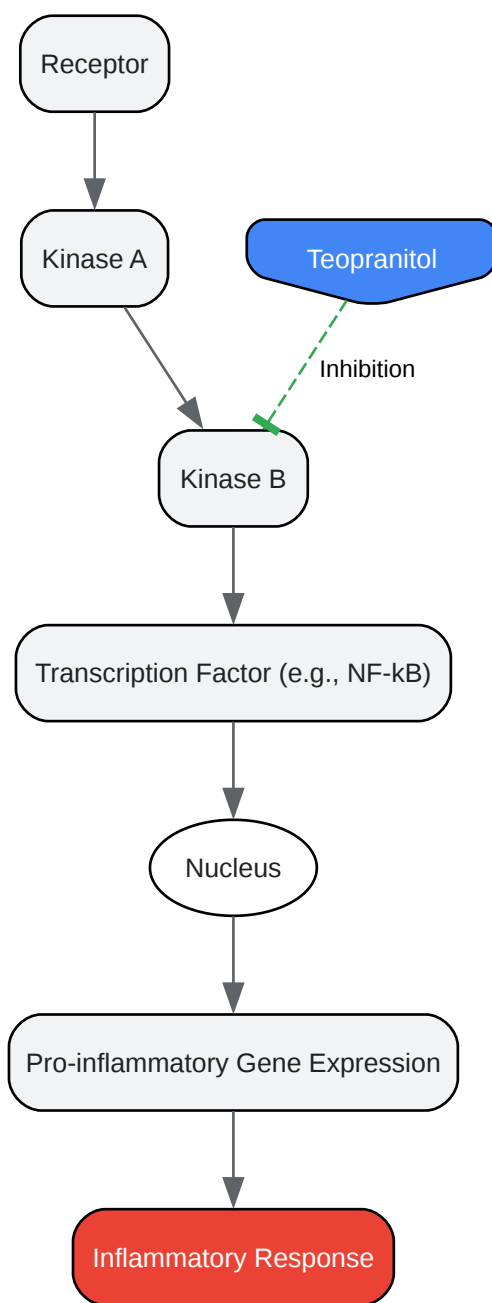 Receptor
Kinase A
Teopranitol
Inhibition
Kinase B
Transcription Factor (e.g., NF-kB)
Nucleus
Pro-inflammatory Gene Expression
Inflammatory Response